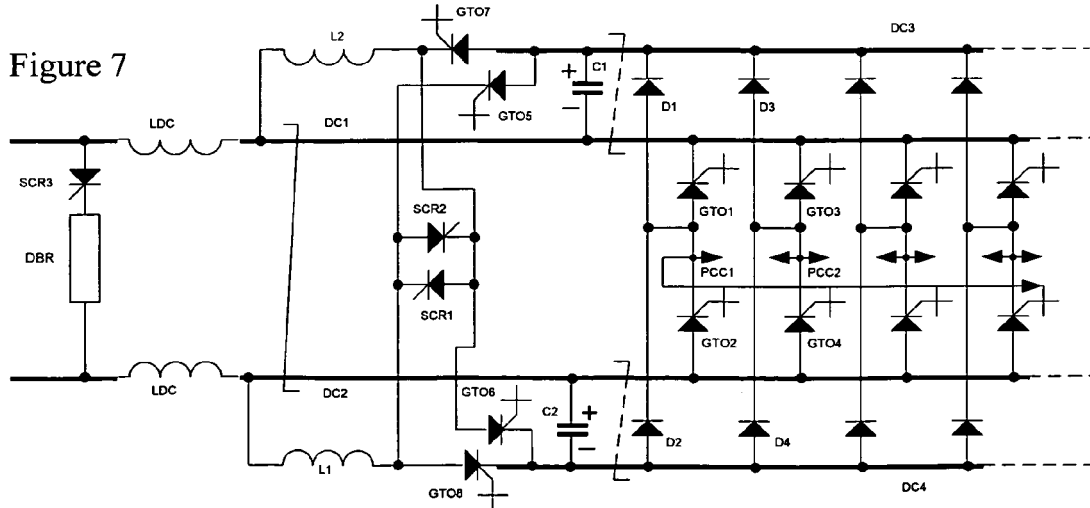 GTO7
L2
DC3
Figure 7
C1
+
–
D1
D3
GTO5
LDC
DC1
SCR3
GTO1
GTO3
SCR2
DBR
PCC1
PCC2
SCR1
GTO2
GTO4
LDC
DC2
GTO6
C2
+
–
D2
D4
L1
GTO8
DC4